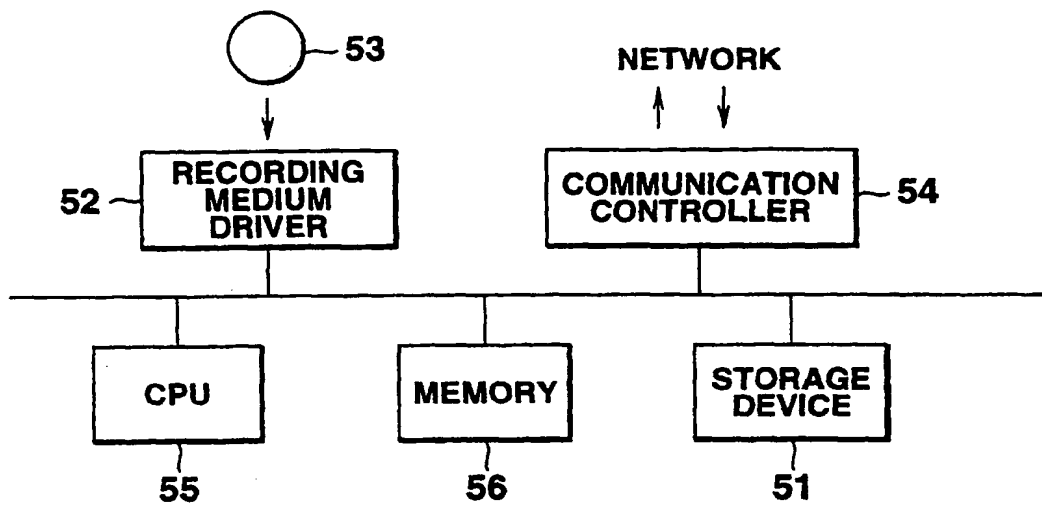 53
NETWORK
52
RECORDING
MEDIUM
DRIVER
COMMUNICATION
CONTROLLER
54
CPU
MEMORY
STORAGE
DEVICE
55
56
51